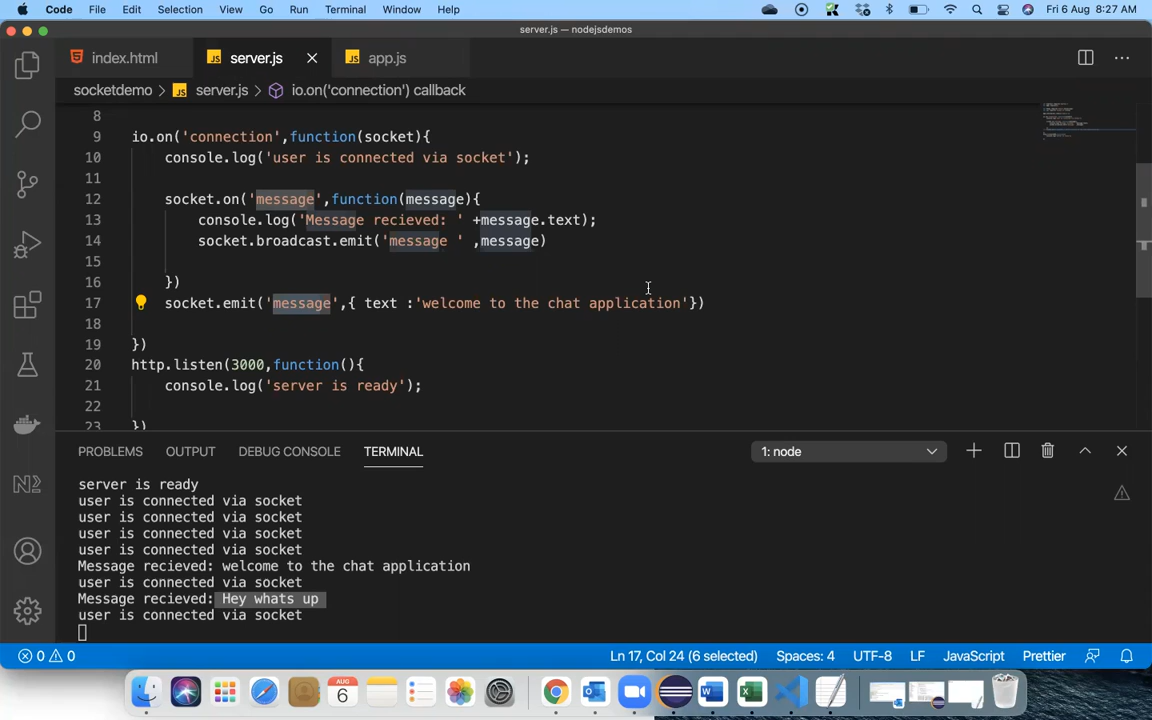 Code File Edit Selection View Go Run Terminal Window Help Fri 6 Aug 8:27 AM
server.js — nodejsdemos
index.html JS server.js JS app.js
socketdemo > JS server.js > io.on('connection') callback
8
9 io.on('connection',function(socket){
10 console.log('user is connected via socket');
11
12 socket.on('message',function(message){
13 console.log('Message recieved: ' +message.text);
14 socket.broadcast.emit('message ' ,message)
15
16 })
17 socket.emit('message',{ text :'welcome to the chat application'})
18
19 })
20 http.listen(3000,function(){
21 console.log('server is ready');
22
23 })
PROBLEMS OUTPUT DEBUG CONSOLE TERMINAL 1: node
server is ready
user is connected via socket
user is connected via socket
user is connected via socket
user is connected via socket
Message recieved: welcome to the chat application
user is connected via socket
Message recieved: Hey whats up
user is connected via socket
0 0 Ln 17, Col 24 (6 selected) Spaces: 4 UTF-8 LF JavaScript Prettier
AUG
6